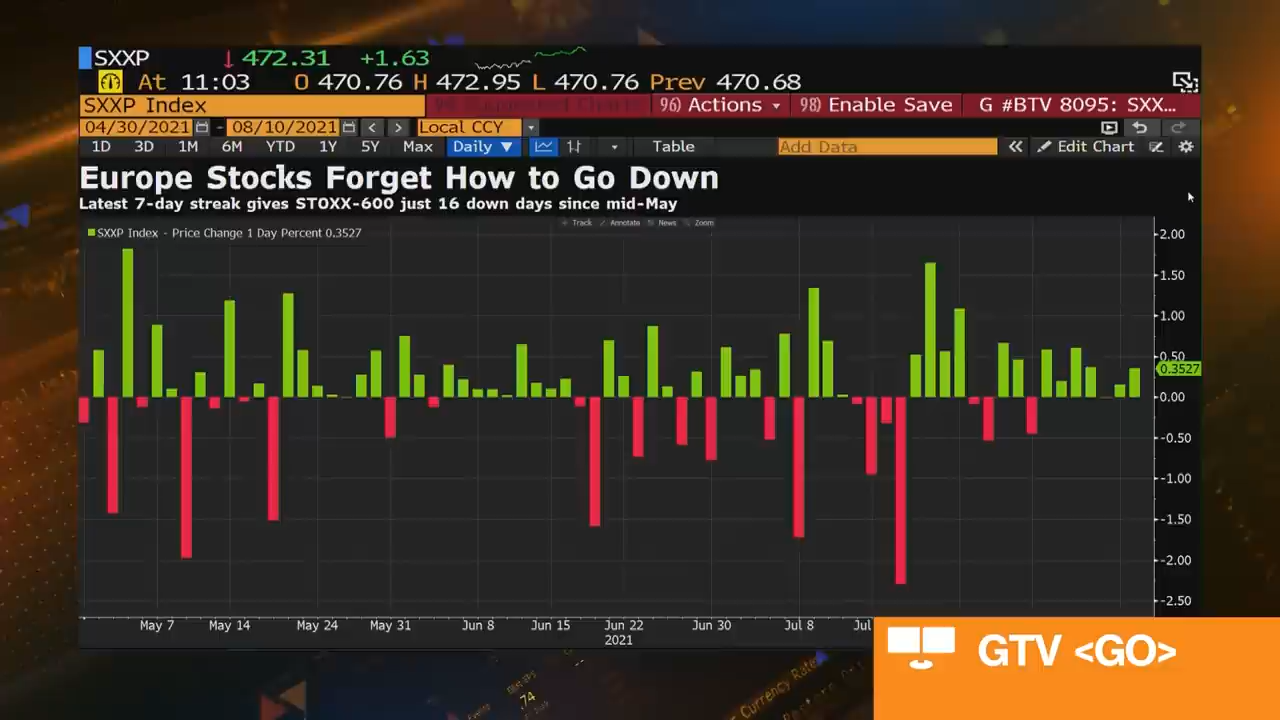 SXXP ↓ 472.31 +1.63
At 11:03 O 470.76 H 472.95 L 470.76 Prev 470.68
SXXP Index 96) Actions 98) Enable Save G #BTV 8095: SXX...
04/30/2021 - 08/10/2021 < > Local CCY
1D 3D 1M 6M YTD 1Y 5Y Max Daily ▼ Table Add Data « Edit Chart
Europe Stocks Forget How to Go Down
Latest 7-day streak gives STOXX-600 just 16 down days since mid-May
Track Annotate News Zoom
SXXP Index - Price Change 1 Day Percent 0.3527
2.00
1.50
1.00
0.50
0.3527
0.00
-0.50
-1.00
-1.50
-2.00
-2.50
May 7 May 14 May 24 May 31 Jun 8 Jun 15 Jun 22 Jun 30 Jul 8 Jul
2021
GTV <GO>
74
Currency Rates